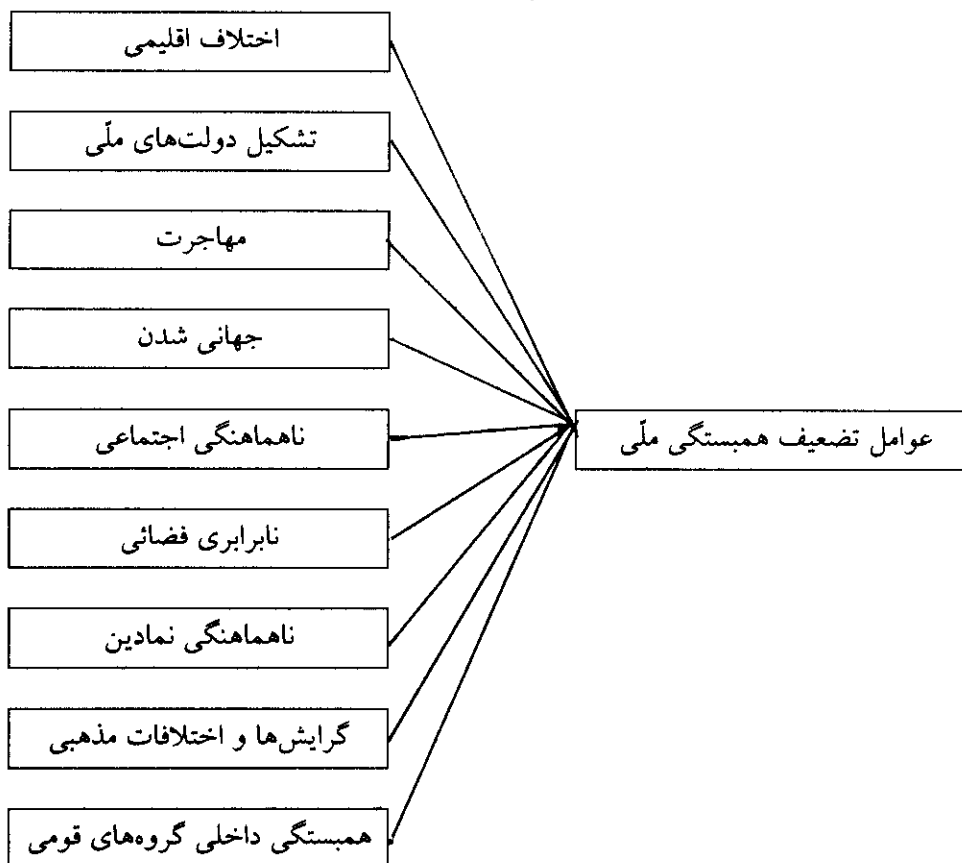 اختلاف اقلیمی
تشکیل دولت‌های ملّی
مهاجرت
جهانی شدن
ناهماهنگی اجتماعی
عوامل تضعیف همبستگی ملّی
نابرابری فضائی
ناهماهنگی نمادین
گرایش‌ها و اختلافات مذهبی
همبستگی داخلی گروه‌های قومی